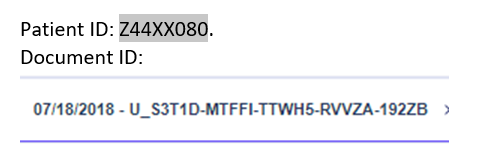 Patient ID: Z44XX080.
Document ID:
07/18/2018 - U_S3T1D-MTFFI-TTWH5-RVVZA-192ZB